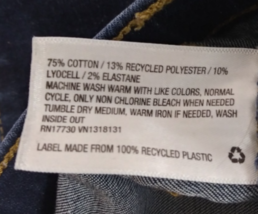 75% COTTON / 13% RECYCLED POLYESTER / 10%
LYOCELL / 2% ELASTANE
MACHINE WASH WARM WITH LIKE COLORS, NORMAL
CYCLE, ONLY NON CHLORINE BLEACH WHEN NEEDED
TUMBLE DRY MEDIUM, WARM IRON IF NEEDED, WASH
INSIDE OUT
RN17730 VN1318131
LABEL MADE FROM 100% RECYCLED PLASTIC